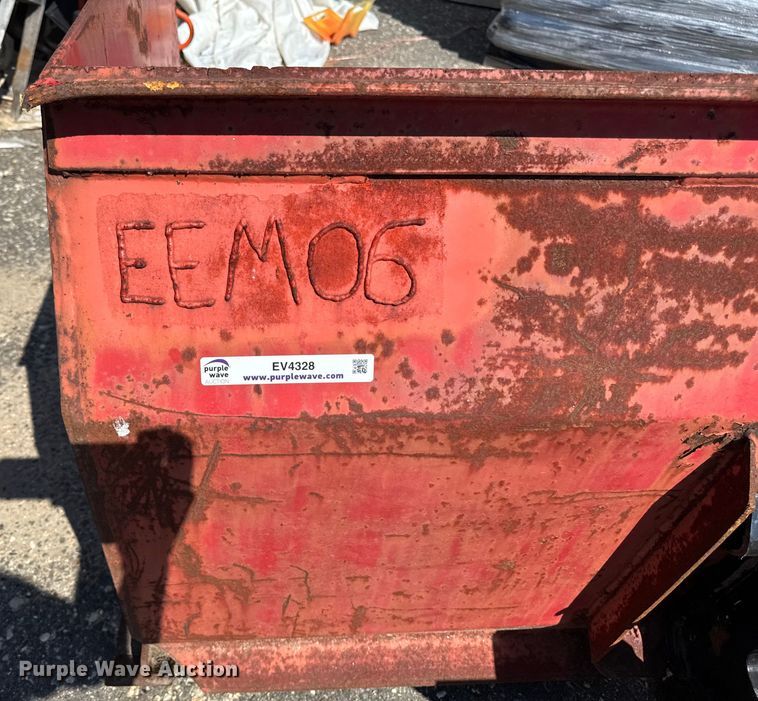 EEM06
purple wave AUCTION
EV4328
www.purplewave.com
Purple Wave Auction